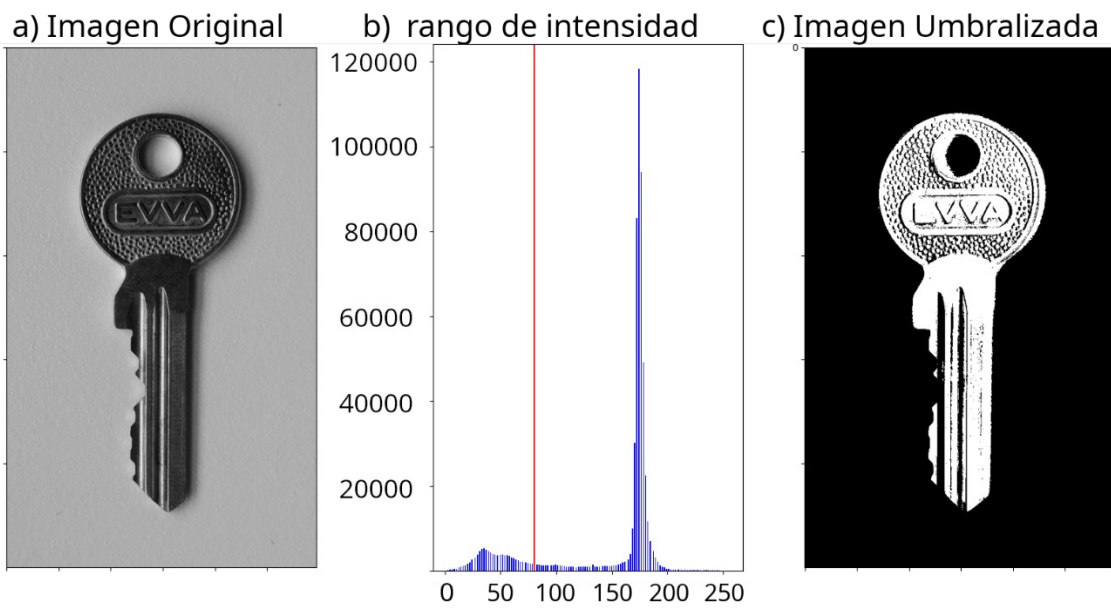 a) Imagen Original
b) rango de intensidad
c) Imagen Umbralizada
EVVA
120000
100000
80000
60000
40000
20000
0 50 100 150 200 250
0
LVVA